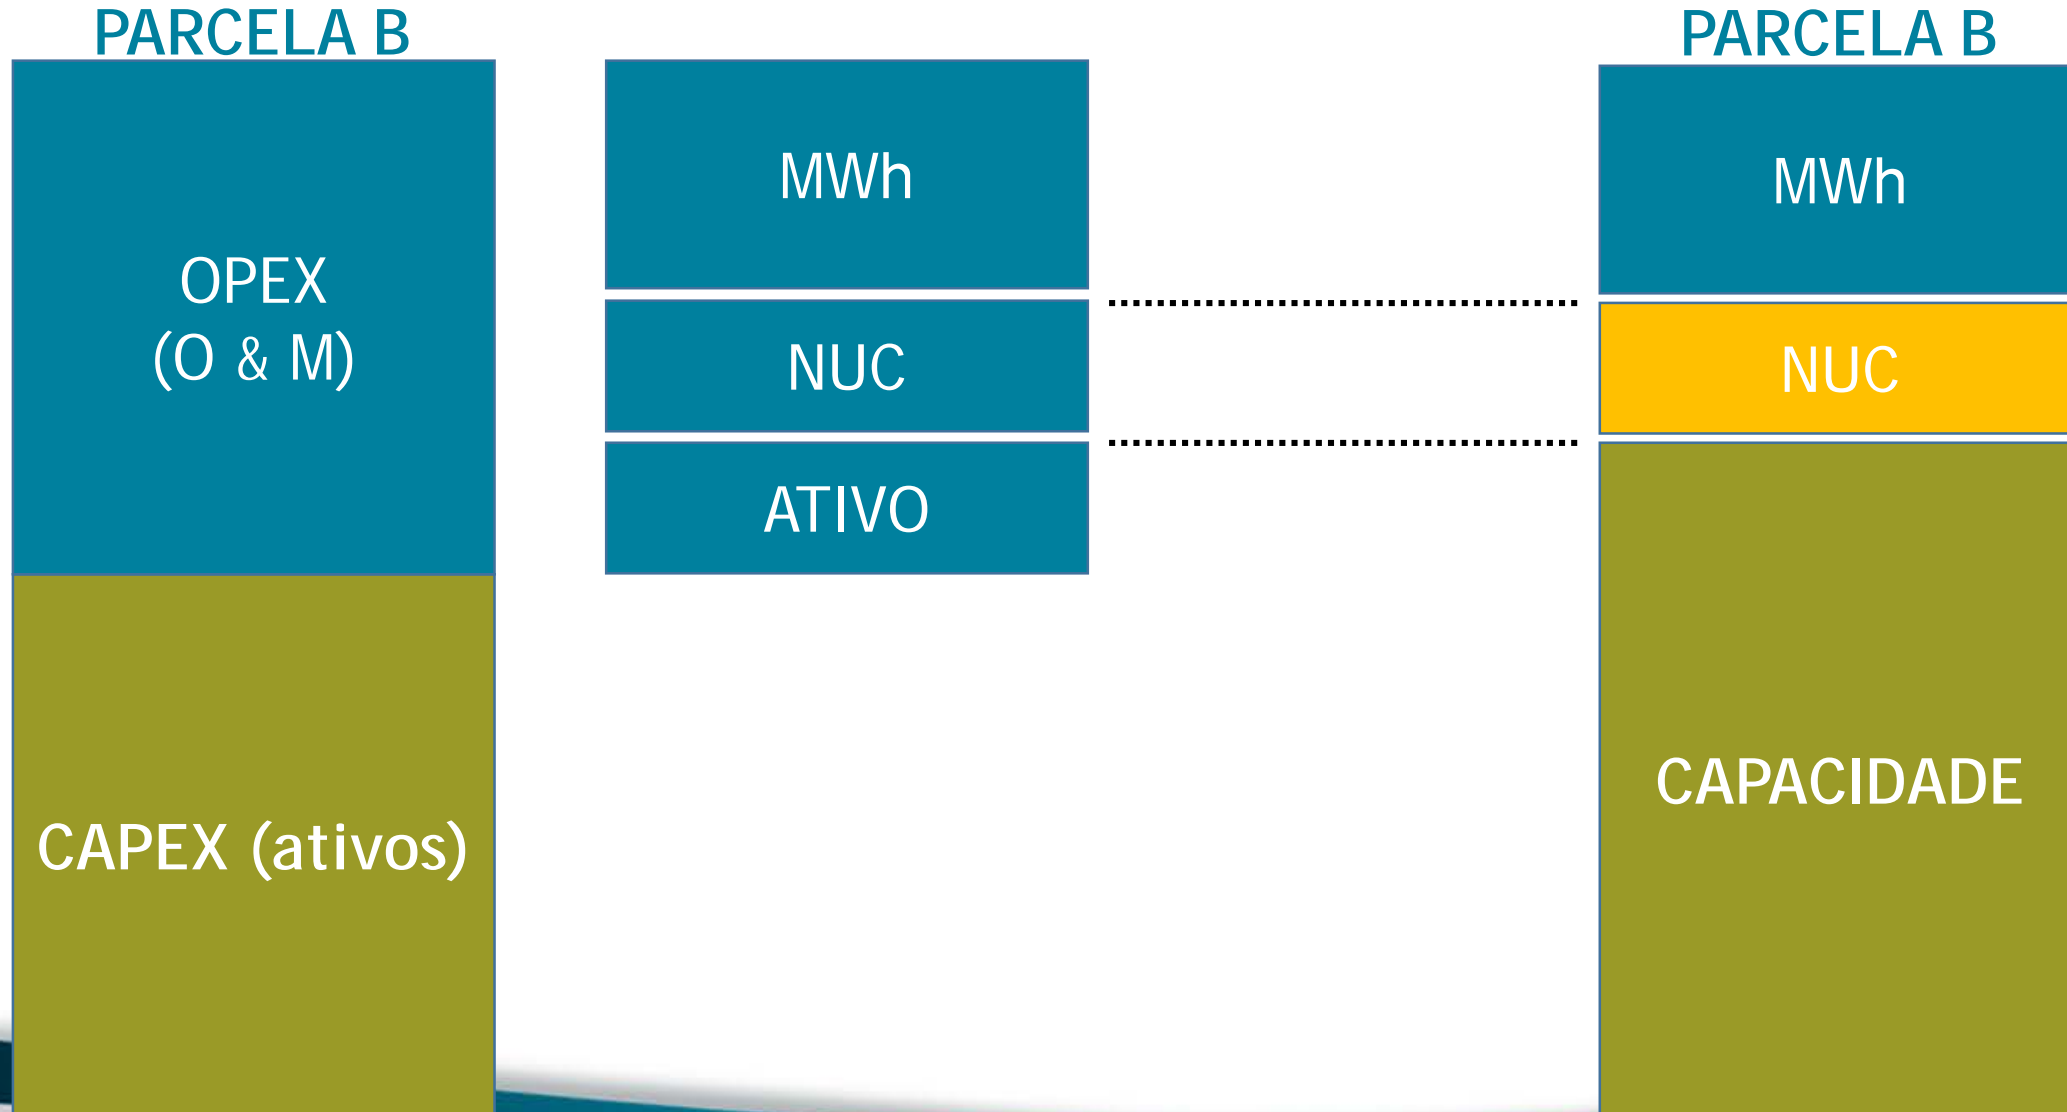 PARCELA B
OPEX
(O & M)
CAPEX (ativos)
MWh
NUC
ATIVO
PARCELA B
MWh
NUC
CAPACIDADE